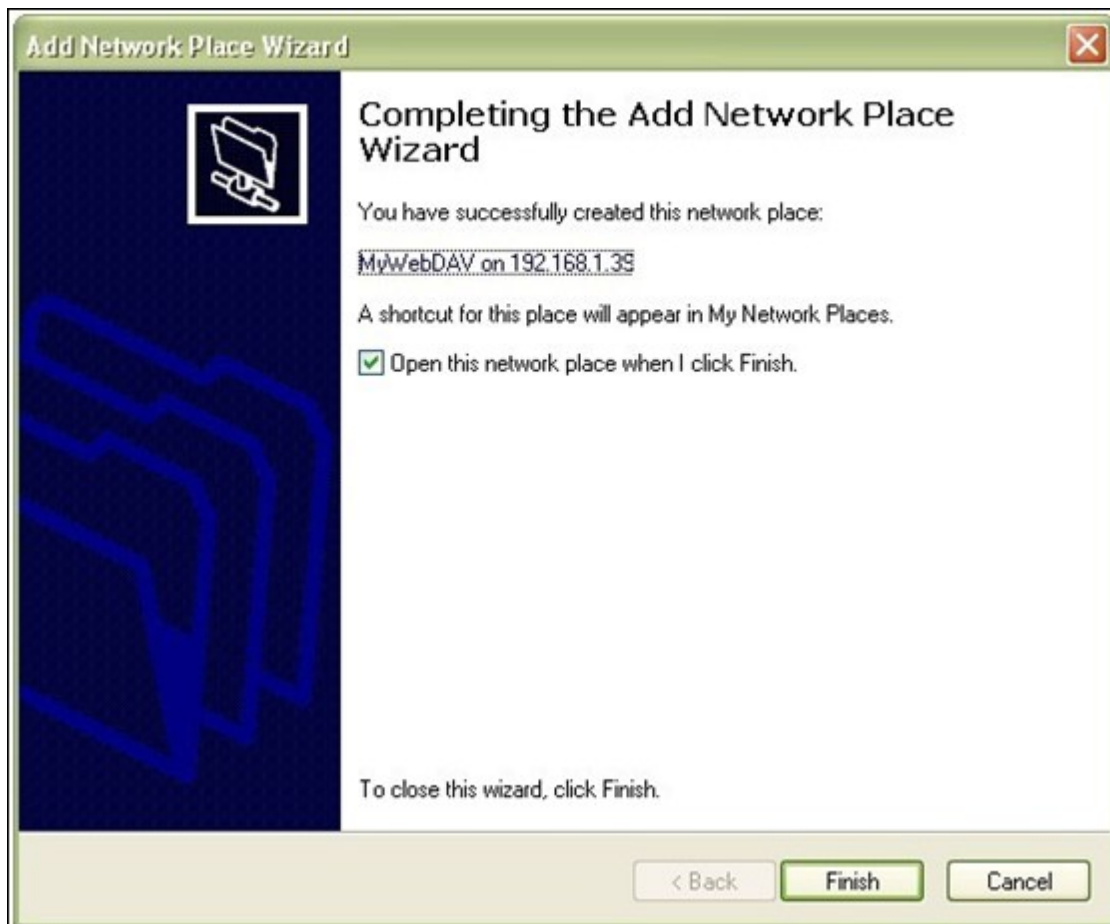 Add Network Place Wizard
Completing the Add Network Place
Wizard
You have successfully created this network place:
MyWebDAV on 192.168.1.39
A shortcut for this place will appear in My Network Places.
Open this network place when I click Finish.
To close this wizard, click Finish.
< Back Finish Cancel